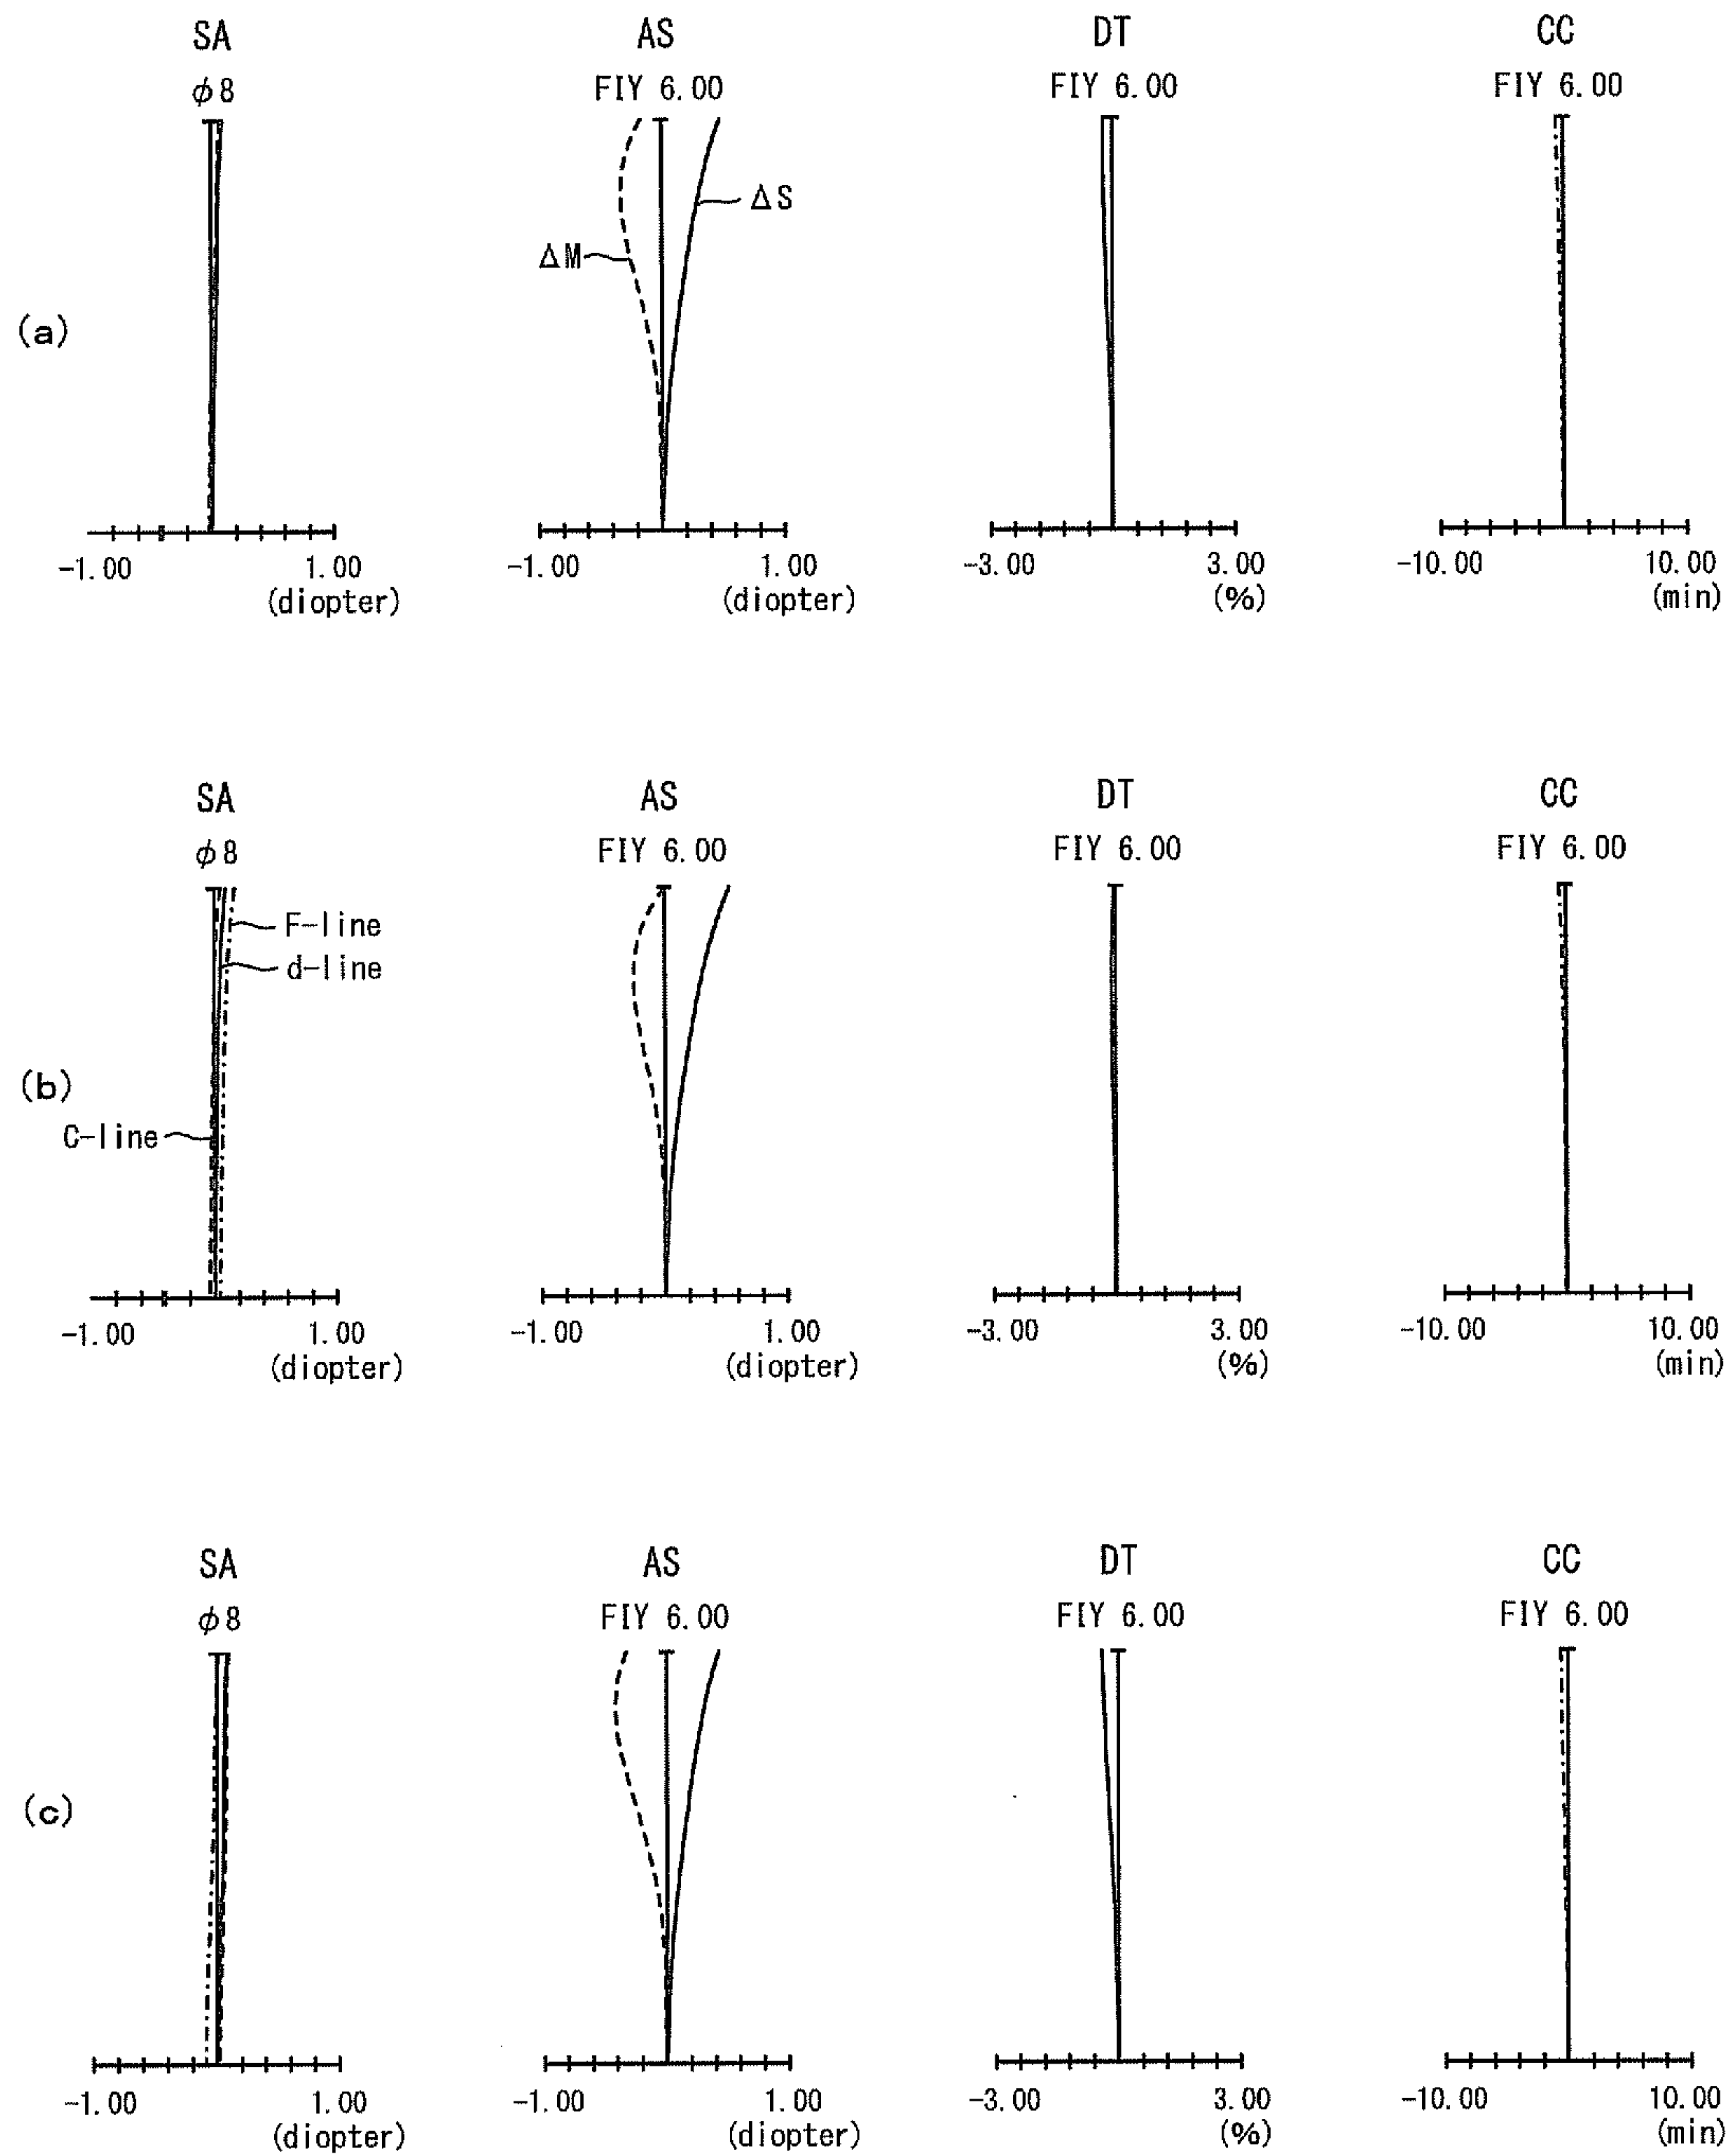 SA AS DT CC
φ8 FIY 6.00 FIY 6.00 FIY 6.00
ΔS
ΔM
(a)
-1.00 1.00 -1.00 1.00 -3.00 3.00 -10.00 10.00
(diopter) (diopter) (%) (min)
SA AS DT CC
φ8 FIY 6.00 FIY 6.00 FIY 6.00
F-line
d-line
(b)
C-line
-1.00 1.00 -1.00 1.00 -3.00 3.00 -10.00 10.00
(diopter) (diopter) (%) (min)
SA AS DT CC
φ8 FIY 6.00 FIY 6.00 FIY 6.00
(c)
-1.00 1.00 -1.00 1.00 -3.00 3.00 -10.00 10.00
(diopter) (diopter) (%) (min)